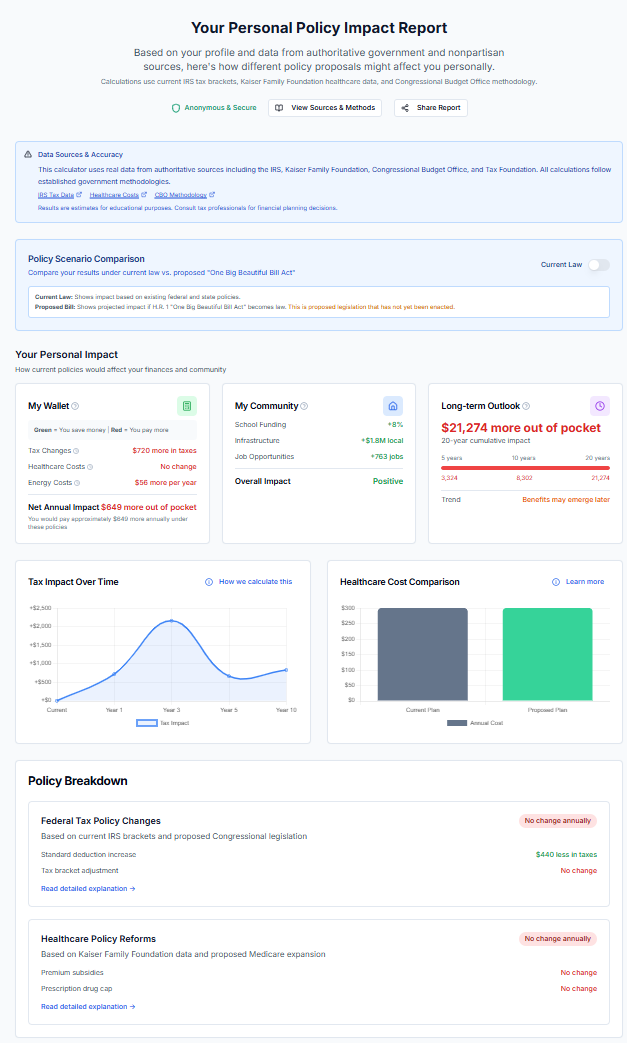 Your Personal Policy Impact Report
Based on your profile and data from authoritative government and nonpartisan
sources, here's how different policy proposals might affect you personally.
Calculations use current IRS tax brackets, Kaiser Family Foundation healthcare data, and Congressional Budget Office methodology.
Anonymous & Secure
View Sources & Methods
Share Report
Data Sources & Accuracy
This calculator uses real data from authoritative sources including the IRS, Kaiser Family Foundation, Congressional Budget Office, and Tax Foundation. All calculations follow
established government methodologies.
IRS Tax Data Healthcare Costs CBO Methodology
Results are estimates for educational purposes. Consult tax professionals for financial planning decisions.
Policy Scenario Comparison
Compare your results under current law vs. proposed "One Big Beautiful Bill Act"
Current Law
Current Law: Shows impact based on existing federal and state policies.
Proposed Bill: Shows projected impact if H.R. 1 "One Big Beautiful Bill Act" becomes law. This is proposed legislation that has not yet been enacted.
Your Personal Impact
How current policies would affect your finances and community
My Wallet
Green = You save money | Red = You pay more
Tax Changes $720 more in taxes
Healthcare Costs No change
Energy Costs $56 more per year
Net Annual Impact $649 more out of pocket
You would pay approximately $649 more annually under
these policies
My Community
School Funding +8%
Infrastructure +$1.8M local
Job Opportunities +763 jobs
Overall Impact Positive
Long-term Outlook
$21,274 more out of pocket
20-year cumulative impact
5 years 10 years 20 years
3,324 8,302 21,274
Trend Benefits may emerge later
Tax Impact Over Time
How we calculate this
+$2,500
+$2,000
+$1,500
+$1,000
+$500
+$0
Current Year 1 Year 3 Year 5 Year 10
Tax Impact
Healthcare Cost Comparison
Learn more
$300
$250
$200
$150
$100
$50
$0
Current Plan Proposed Plan
Annual Cost
Policy Breakdown
Federal Tax Policy Changes
No change annually
Based on current IRS brackets and proposed Congressional legislation
Standard deduction increase $440 less in taxes
Tax bracket adjustment No change
Read detailed explanation →
Healthcare Policy Reforms
No change annually
Based on Kaiser Family Foundation data and proposed Medicare expansion
Premium subsidies No change
Prescription drug cap No change
Read detailed explanation →